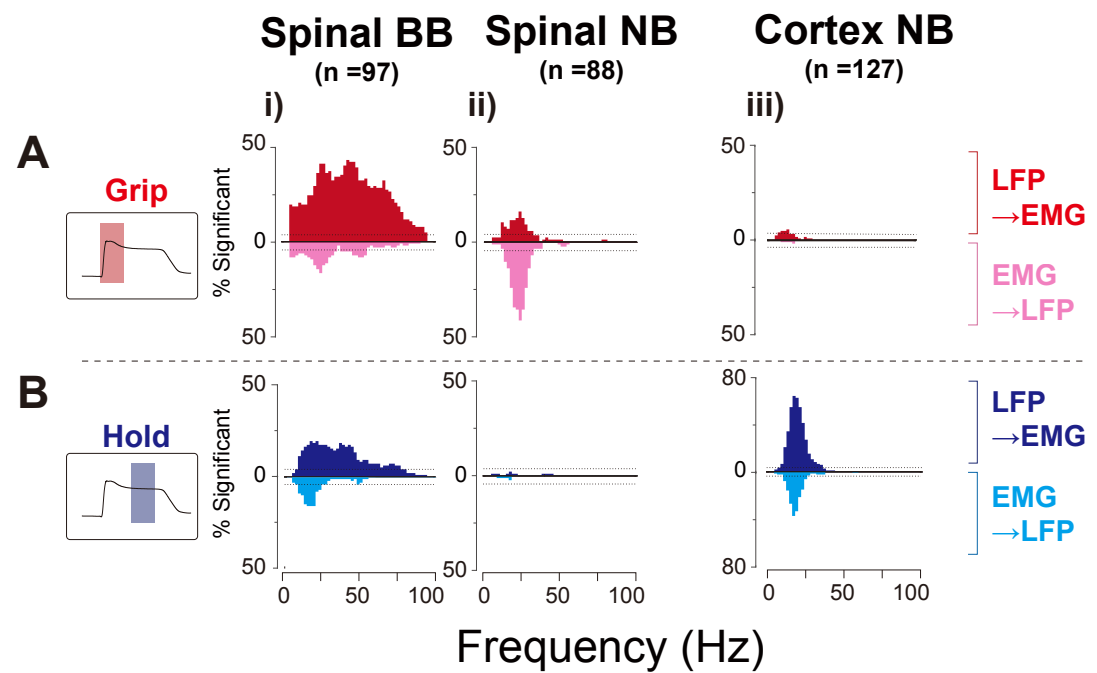 Spinal BB
(n =97)
Spinal NB
(n =88)
Cortex NB
(n =127)
i)
ii)
iii)
A
Grip
% Significant
50
0
50
50
0
50
50
0
50
LFP
→EMG
EMG
→LFP
B
Hold
% Significant
50
0
50
0
50
100
50
0
50
0
50
100
80
0
80
0
50
100
LFP
→EMG
EMG
→LFP
Frequency (Hz)